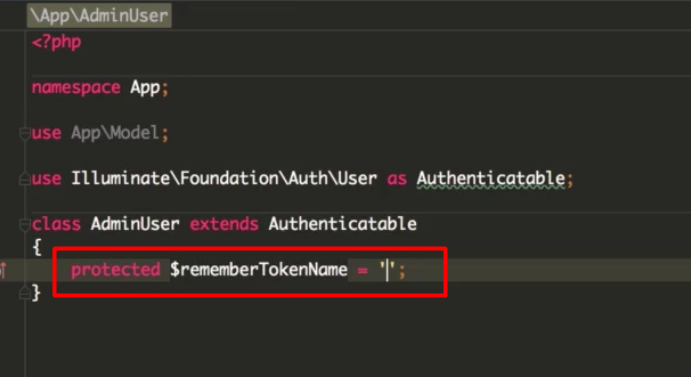 \App\AdminUser
<?php
namespace App;
use App\Model;
use Illuminate\Foundation\Auth\User as Authenticatable;
class AdminUser extends Authenticatable
{
protected $rememberTokenName = '';
}